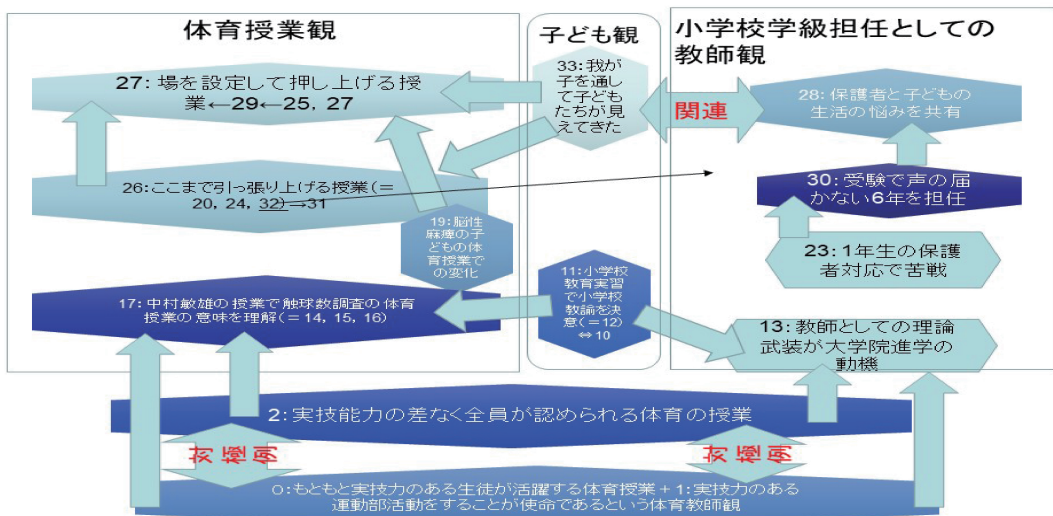 体育授業観
子ども観
小学校学級担任としての
教師観
27：場を設定して押し上げる授
業←29←25，27
33：我が
子を通し
て子ども
たちが見
えてきた
関連
28：保護者と子どもの
生活の悩みを共有
26：ここまで引っ張り上げる授業(＝
20，24，32)→31
30：受験で声の届
かない6年を担任
19：脳性
麻痺の子
どもの体
育授業で
の変化
23：1年生の保護
者対応で苦戦
11：小学校
教育実習
で小学校
教諭を決
意(＝12)
⇔10
17：中村敏雄の授業で触球数調査の体育
授業の意味を理解(＝14，15，16)
13：教師としての理論
武装が大学院進学の
動機
2：実技能力の差なく全員が認められる体育の授業
対極例
対極例
0：もともと実技力のある生徒が活躍する体育授業＋1：実技力のある
運動部活動をすることが使命であるという体育教師観